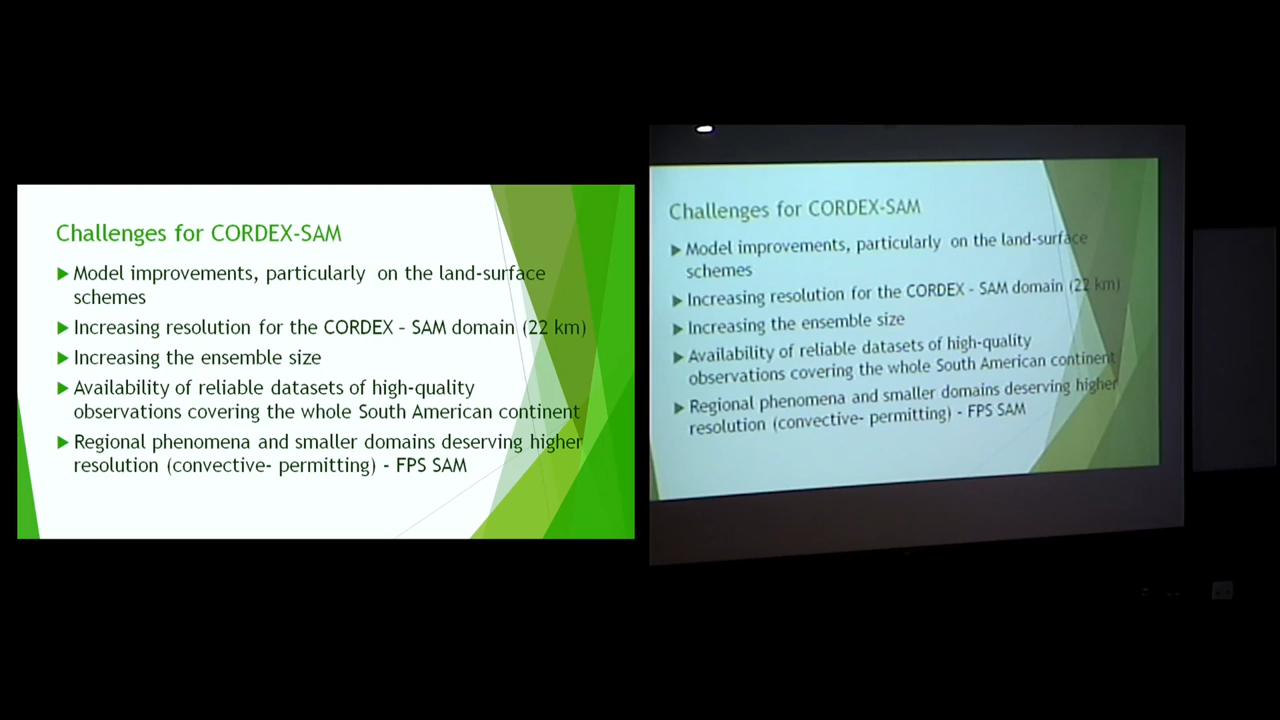 Challenges for CORDEX-SAM
Model improvements, particularly on the land-surface
schemes
Increasing resolution for the CORDEX – SAM domain (22 km)
Increasing the ensemble size
Availability of reliable datasets of high-quality
observations covering the whole South American continent
Regional phenomena and smaller domains deserving higher
resolution (convective- permitting) - FPS SAM
Challenges for CORDEX-SAM
Model improvements, particularly on the land-surface
schemes
Increasing resolution for the CORDEX – SAM domain (22 km)
Increasing the ensemble size
Availability of reliable datasets of high-quality
observations covering the whole South American continent
Regional phenomena and smaller domains deserving higher
resolution (convective- permitting) - FPS SAM